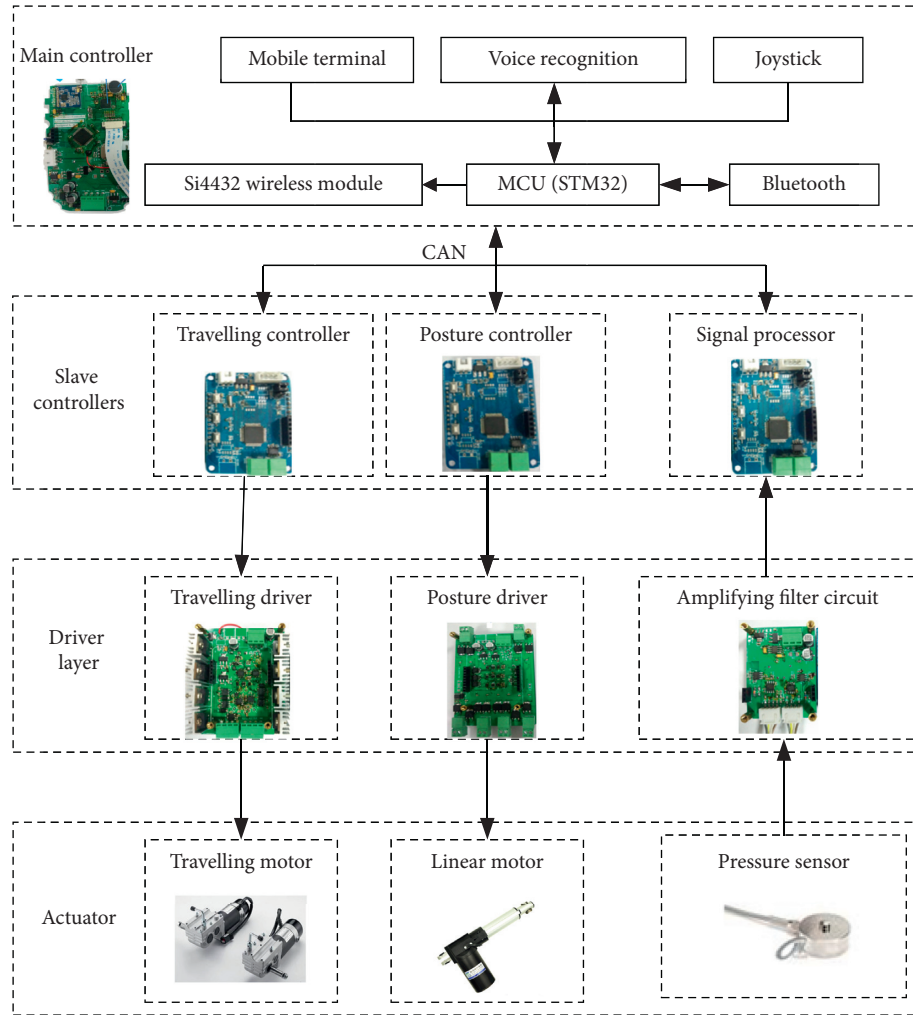 Main controller
Mobile terminal
Voice recognition
Joystick
Si4432 wireless module
MCU (STM32)
Bluetooth
CAN
Slave
controllers
Travelling controller
Posture controller
Signal processor
Driver
layer
Travelling driver
Posture driver
Amplifying filter circuit
Actuator
Travelling motor
Linear motor
Pressure sensor